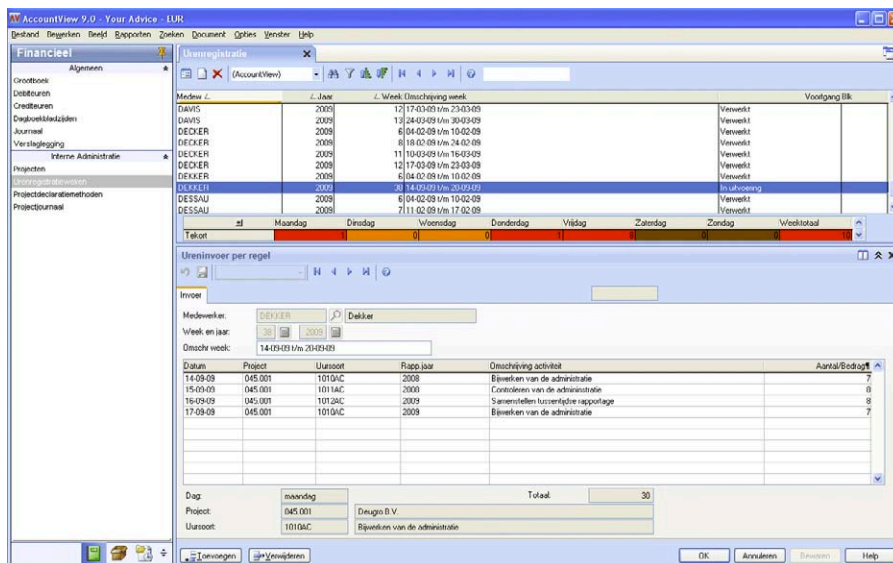 AccountView 9.0 - Your Advice - EUR
Bestand Bewerken Beeld Rapporten Zoeken Document Opties Venster Help
Financieel
Algemeen
Grootboek
Debiteuren
Crediteuren
Dagboekbladzijden
Journaal
Verslaglegging
Interne Administratie
Projecten
Urenregistratieweken
Projectdeclaratiemethoden
Projectjournaal
Urenregistratie
(AccountView)
Medew Jaar Week Omschrijving week Voortgang Blk
DAVIS 2009 12 17-03-09 t/m 23-03-09 Verwerkt
DAVIS 2009 13 24-03-09 t/m 30-03-09 Verwerkt
DECKER 2009 6 04-02-09 t/m 10-02-09 Verwerkt
DECKER 2009 8 18-02-09 t/m 24-02-09 Verwerkt
DECKER 2009 11 10-03-09 t/m 16-03-09 Verwerkt
DECKER 2009 12 17-03-09 t/m 23-03-09 Verwerkt
DEKKER 2009 6 04-02-09 t/m 10-02-09 Verwerkt
DEKKER 2009 38 14-09-09 t/m 20-09-09 In uitvoering
DESSAU 2009 6 04-02-09 t/m 10-02-09 Verwerkt
DESSAU 2009 7 11-02-09 t/m 17-02-09 Verwerkt
±| Maandag Dinsdag Woensdag Donderdag Vrijdag Zaterdag Zondag Weektotaal
Tekort 1 0 0 1 8 0 0 10
Ureninvoer per regel
Invoer
Medewerker: DEKKER Dekker
Week en jaar: 38 2009
Omschr week: 14-09-09 t/m 20-09-09
Datum Project Uursoort Rapp.jaar Omschrijving activiteit Aantal/Bedrag¶
14-09-09 045.001 1010AC 2008 Bijwerken van de administratie 7
15-09-09 045.001 1011AC 2008 Controleren van de administratie 8
16-09-09 045.001 1012AC 2009 Samenstellen tussentijdse rapportage 8
17-09-09 045.001 1010AC 2009 Bijwerken van de administratie 7
Dag: maandag Totaal: 30
Project: 045.001 Deugro B.V.
Uursoort: 1010AC Bijwerken van de administratie
Toevoegen Verwijderen OK Annuleren Bewaren Help